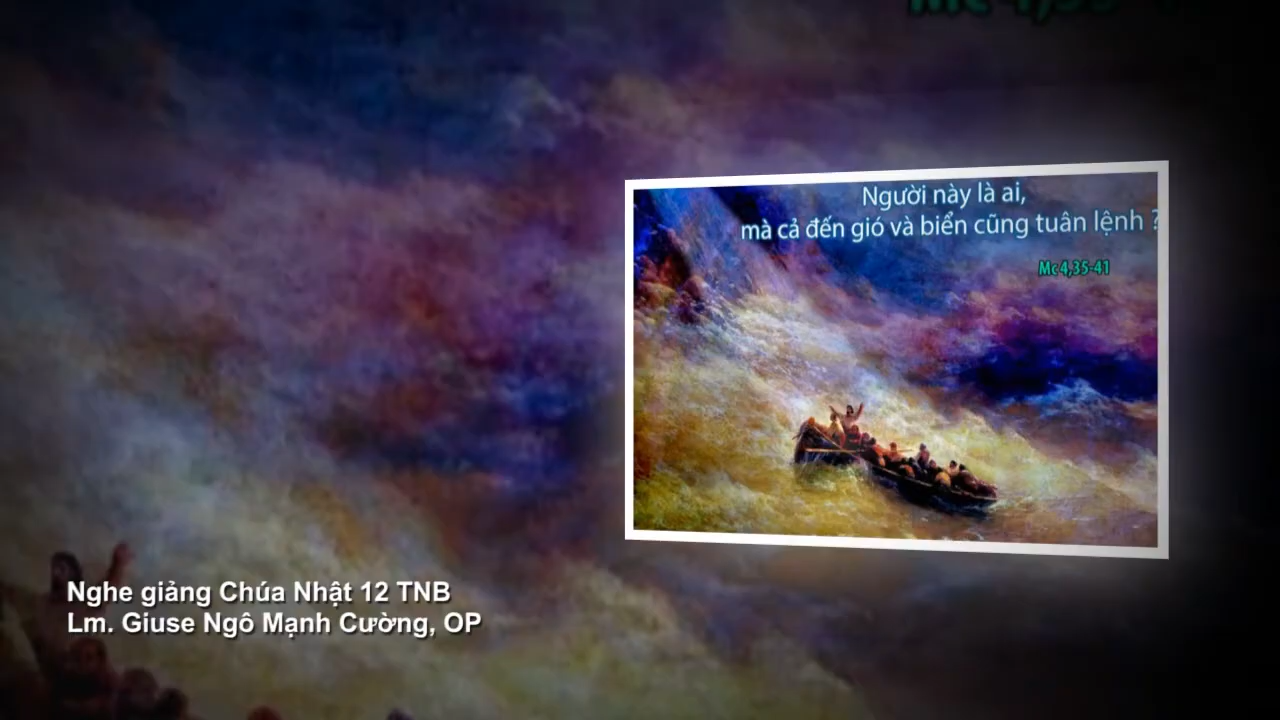 Người này là ai,
mà cả đến gió và biển cũng tuân lệnh ?
Mc 4,35-41
Nghe giảng Chúa Nhật 12 TNB
Lm. Giuse Ngô Mạnh Cường, OP